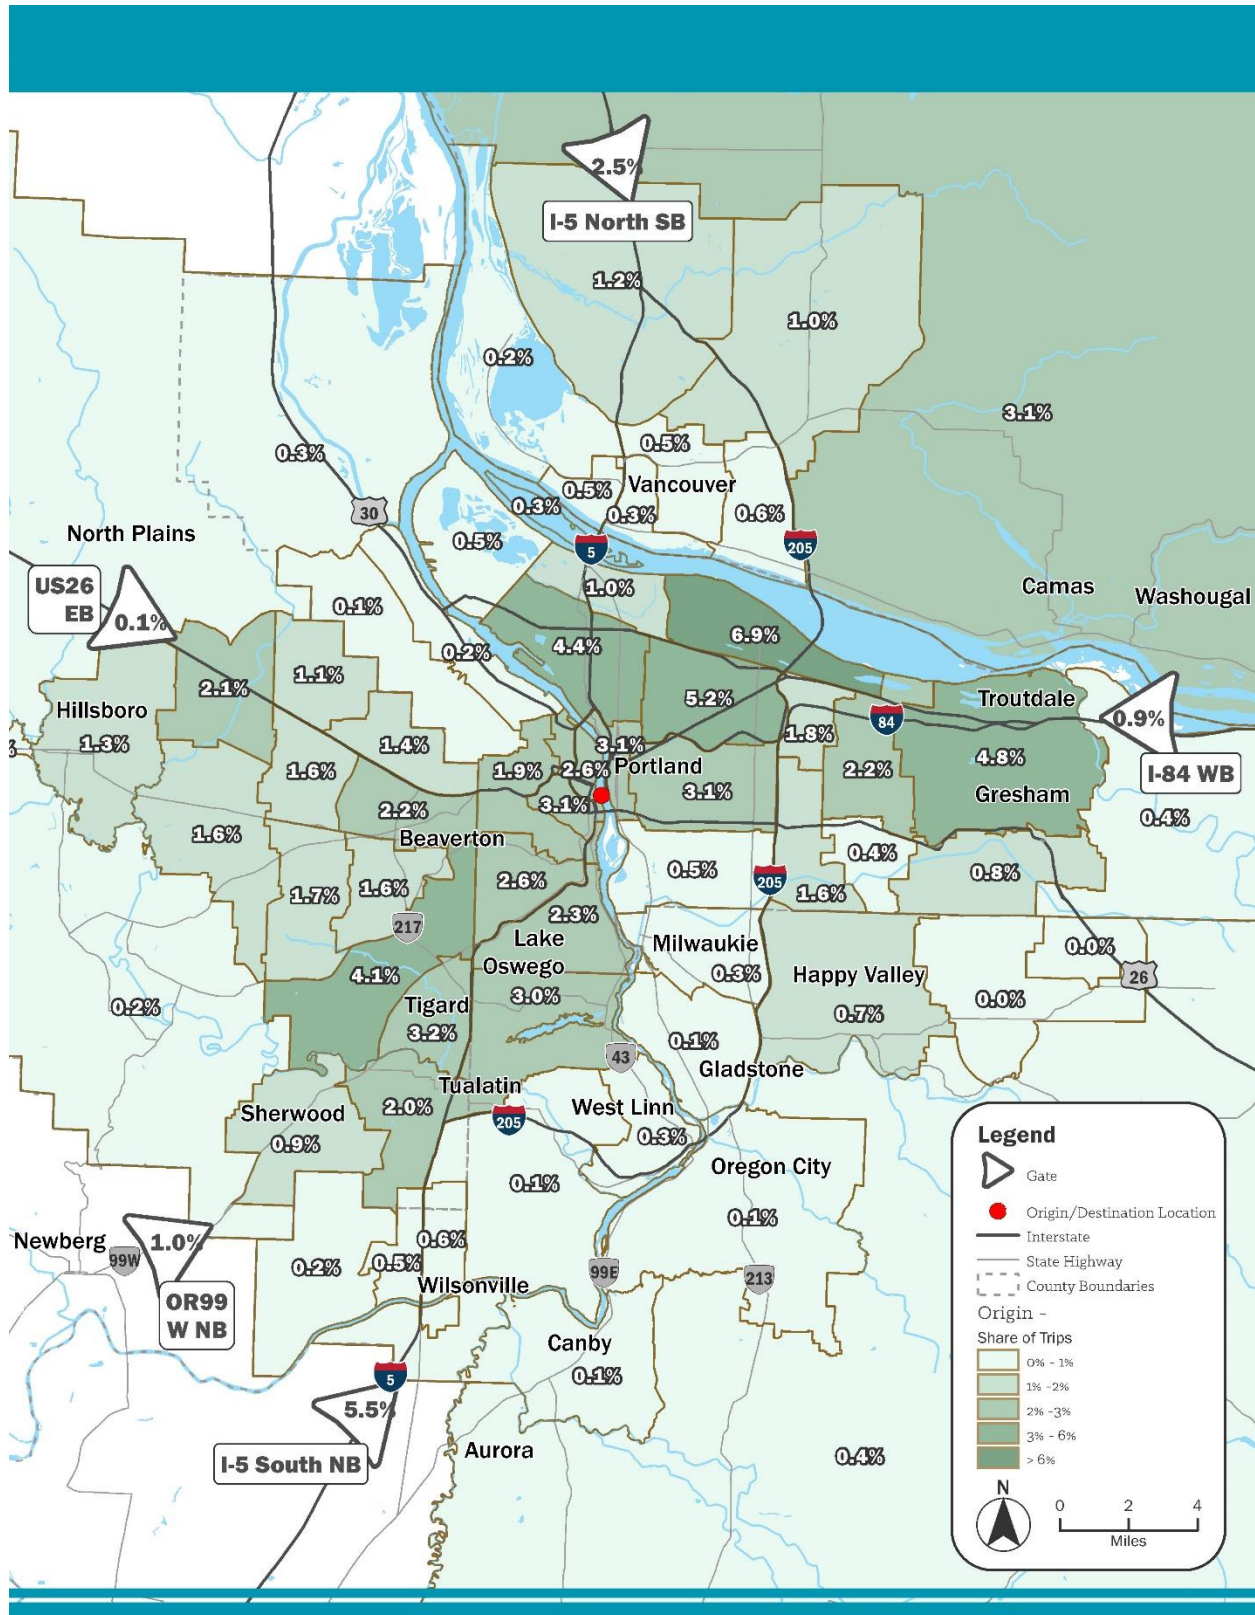 2.5%
I-5 North SB
1.2%
1.0%
0.2%
3.1%
0.3%
0.5%
0.5%
Vancouver
0.3%
0.3%
0.6%
30
North Plains
0.5%
5
205
US26
EB
0.1%
0.1%
1.0%
Camas
Washougal
6.9%
4.4%
0.2%
1.1%
2.1%
5.2%
Troutdale
Hillsboro
0.9%
84
1.3%
1.4%
3.1%
1.8%
4.8%
1.6%
1.9%
2.6%
Portland
2.2%
I-84 WB
3.1%
3.1%
Gresham
2.2%
0.4%
1.6%
Beaverton
0.4%
0.5%
2.6%
0.8%
205
1.7%
1.6%
1.6%
2.3%
217
Lake
Oswego
Milwaukie
0.0%
4.1%
0.3%
Happy Valley
26
3.0%
0.2%
Tigard
0.0%
3.2%
0.7%
0.1%
43
Gladstone
Tualatin
Sherwood
2.0%
West Linn
205
0.9%
0.3%
Oregon City
0.1%
0.1%
Newberg
99W
1.0%
0.6%
0.2%
0.5%
99E
213
Wilsonville
OR99
W NB
Canby
0.1%
5
5.5%
I-5 South NB
Aurora
0.4%
Legend
Gate
Origin/Destination Location
Interstate
State Highway
County Boundaries
Origin -
Share of Trips
0% - 1%
1% -2%
2% -3%
3% - 6%
> 6%
N
0 2 4
Miles